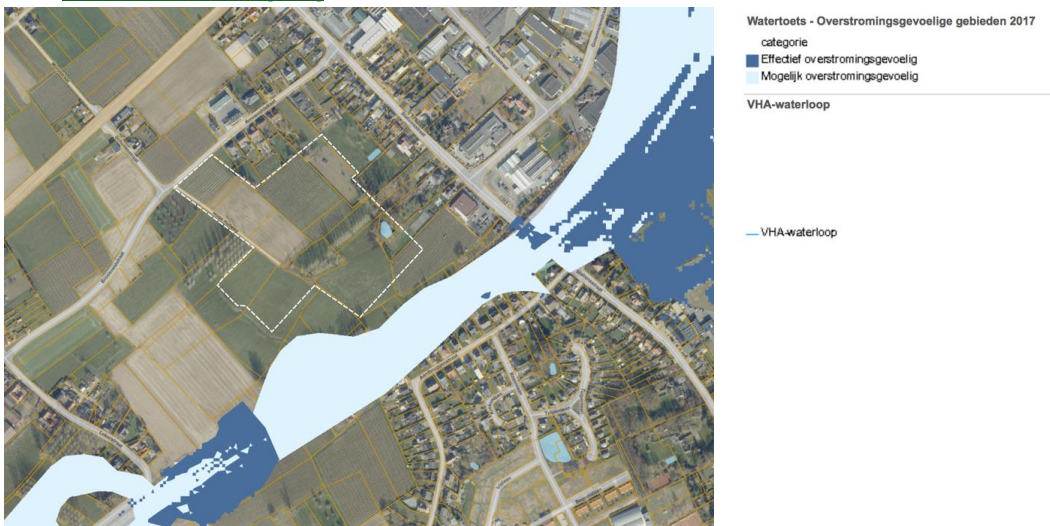 Watertoets - Overstromingsgevoelige gebieden 2017
categorie
Effectief overstromingsgevoelig
Mogelijk overstromingsgevoelig
VHA-waterloop
VHA-waterloop